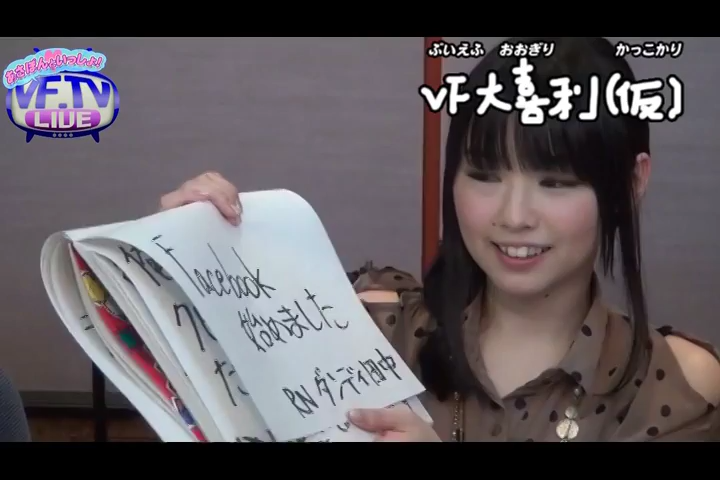 あさぽんといっしょ!
VF.TV
LIVE
ぶいえふ おおぎり かっこかり
VF大喜利(仮)
Facebook
始めました
RN ダンディ田中